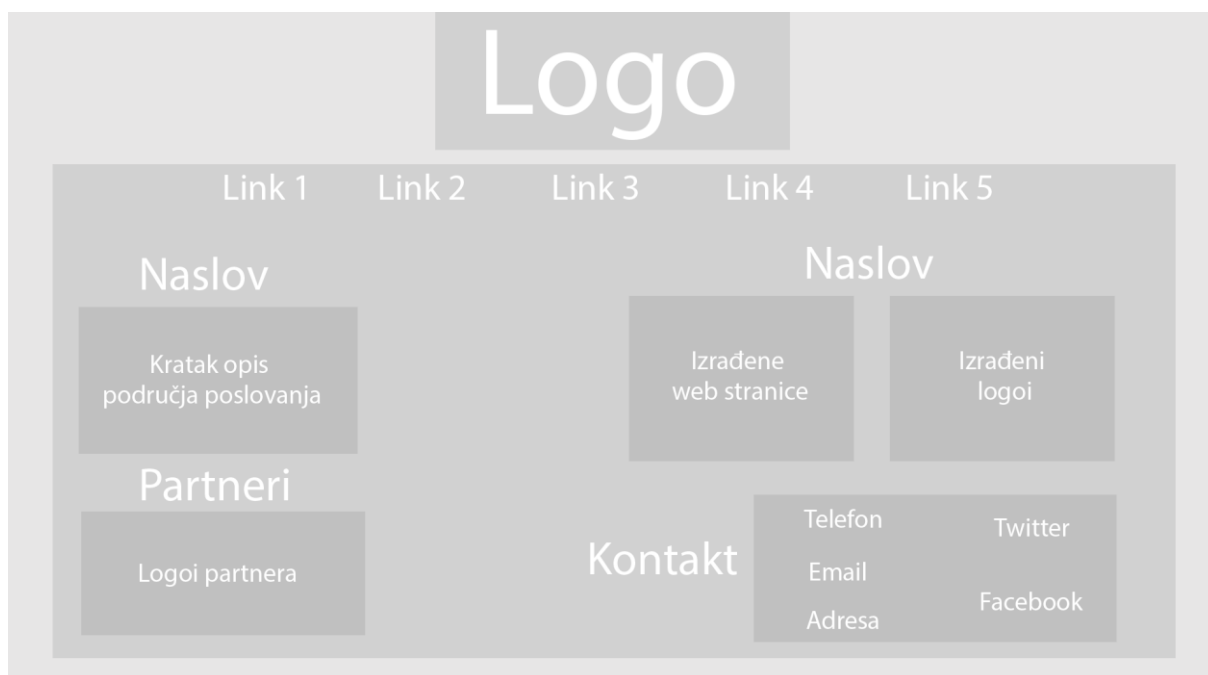 Logo
Link 1 Link 2 Link 3 Link 4 Link 5
Naslov
Kratak opis
područja poslovanja
Partneri
Logoi partnera
Naslov
Izrađene
web stranice
Izrađeni
logoi
Kontakt
Telefon
Email
Adresa
Twitter
Facebook